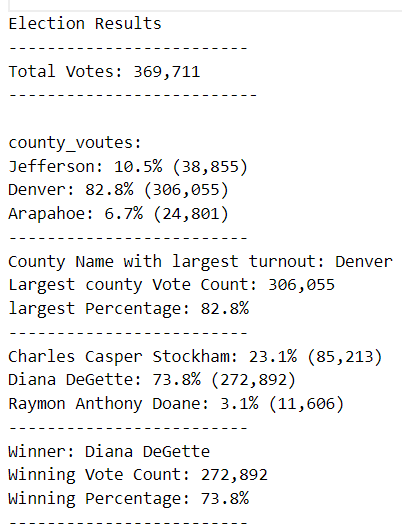 Election Results
-------------------------
Total Votes: 369,711
--------------------------
county_voutes:
Jefferson: 10.5% (38,855)
Denver: 82.8% (306,055)
Arapahoe: 6.7% (24,801)
-------------------------
County Name with largest turnout: Denver
Largest county Vote Count: 306,055
largest Percentage: 82.8%
-------------------------
Charles Casper Stockham: 23.1% (85,213)
Diana DeGette: 73.8% (272,892)
Raymon Anthony Doane: 3.1% (11,606)
-------------------------
Winner: Diana DeGette
Winning Vote Count: 272,892
Winning Percentage: 73.8%
-------------------------